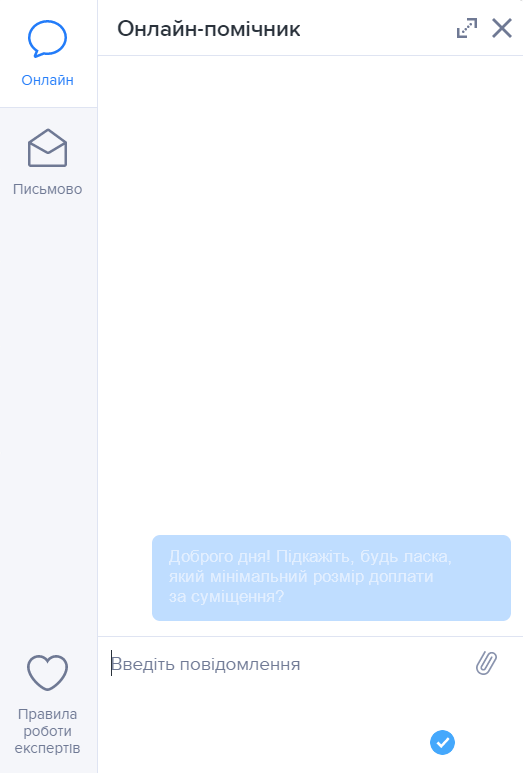 Онлайн
Онлайн-помічник
Письмово
Доброго дня! Підкажіть, будь ласка,
який мінімальний розмір доплати
за суміщення?
Введіть повідомлення
Правила
роботи
експертів